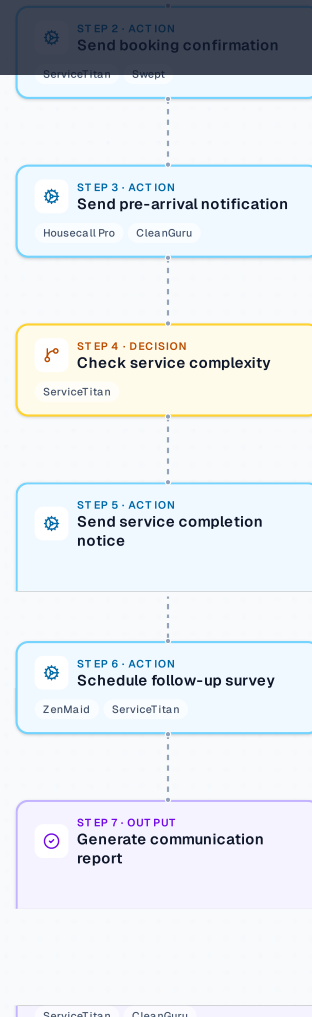 STEP 2 · ACTION
Send booking confirmation
ServiceTitan Swept
STEP 3 · ACTION
Send pre-arrival notification
Housecall Pro CleanGuru
STEP 4 · DECISION
Check service complexity
ServiceTitan
STEP 5 · ACTION
Send service completion
notice
STEP 6 · ACTION
Schedule follow-up survey
ZenMaid ServiceTitan
STEP 7 · OUTPUT
Generate communication
report
ServiceTitan CleanGuru